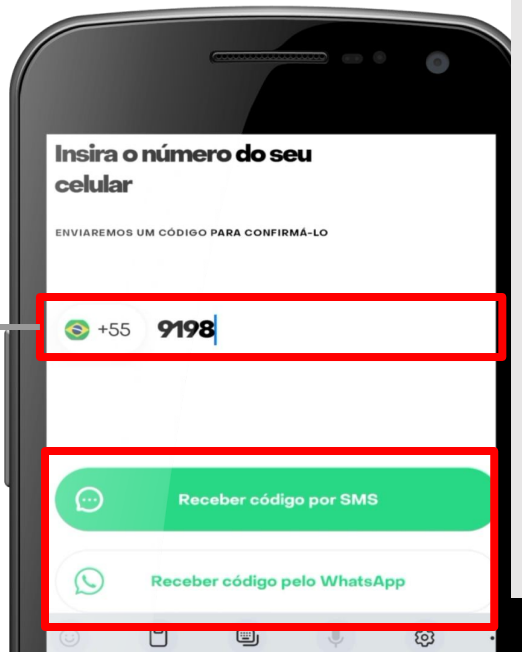 Insira o número do seu
celular
ENVIAREMOS UM CÓDIGO PARA CONFIRMÁ-LO
+55 9198
Receber código por SMS
Receber código pelo WhatsApp